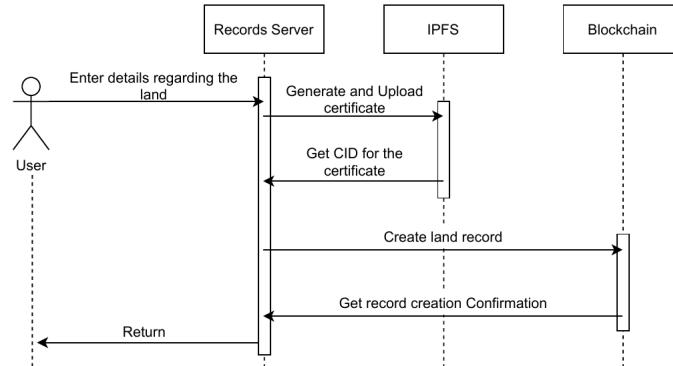 Records Server
IPFS
Blockchain
Enter details regarding the
land
Generate and Upload
certificate
User
Get CID for the
certificate
Create land record
Get record creation Confirmation
Return